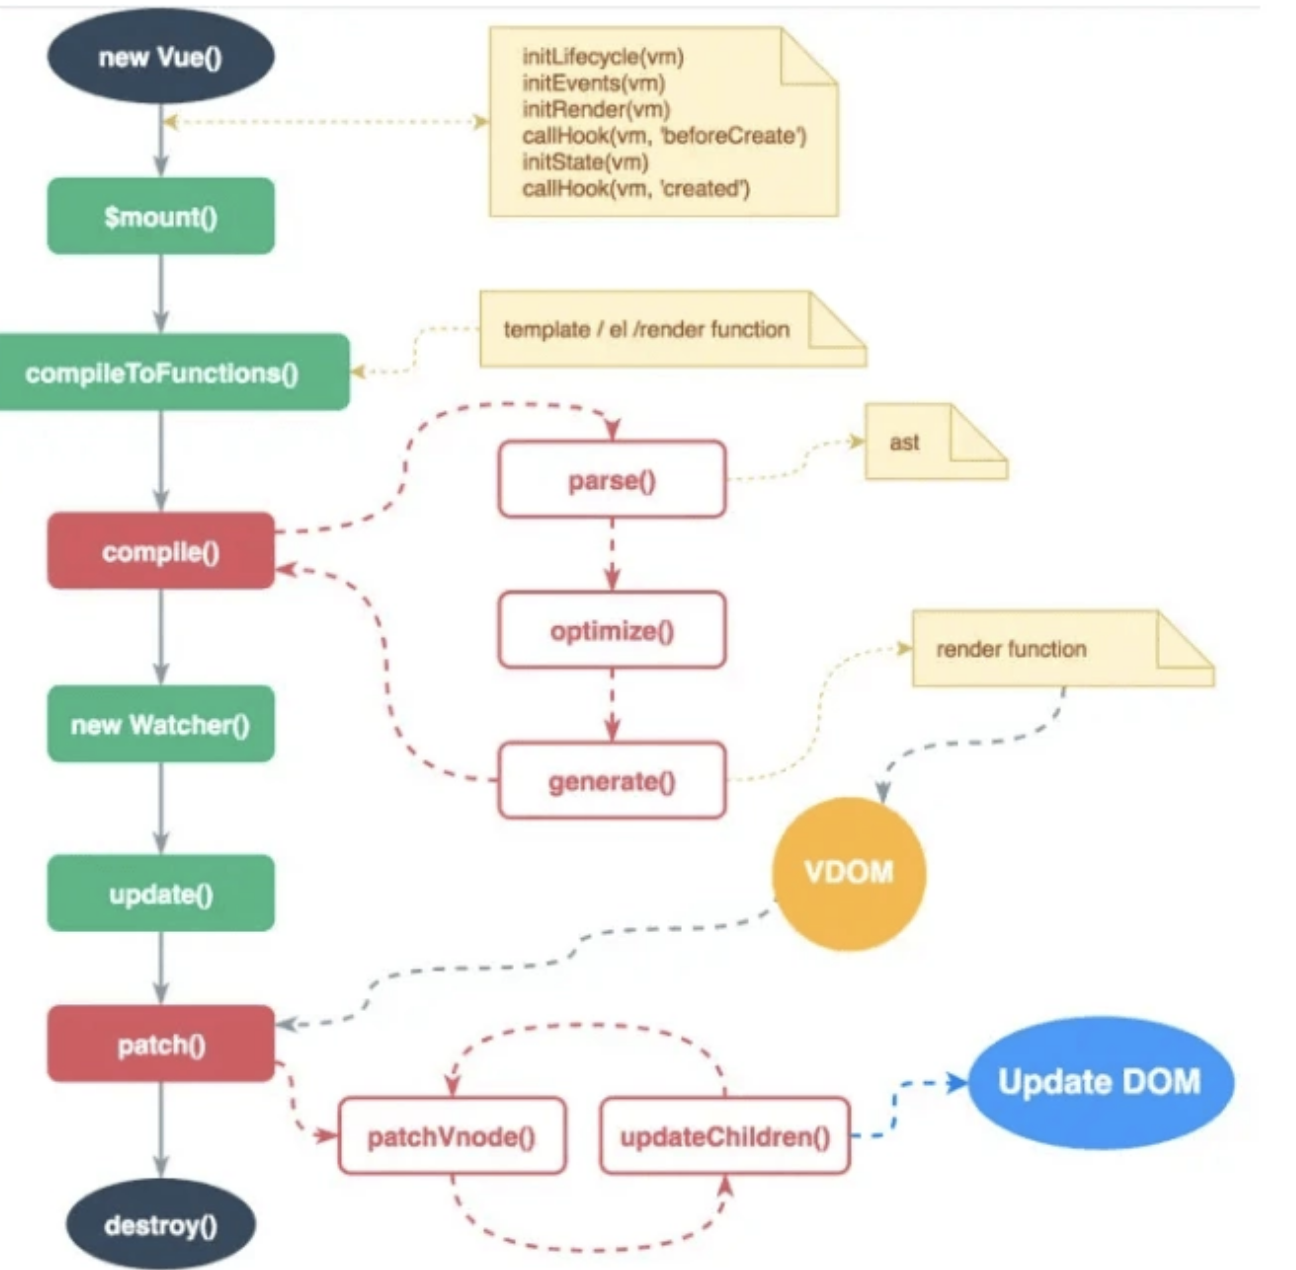 new Vue()
initLifecycle(vm)
initEvents(vm)
initRender(vm)
callHook(vm, 'beforeCreate')
initState(vm)
callHook(vm, 'created')
$mount()
template / el /render function
compileToFunctions()
ast
parse()
compile()
optimize()
render function
new Watcher()
generate()
VDOM
update()
patch()
Update DOM
patchVnode()
updateChildren()
destroy()